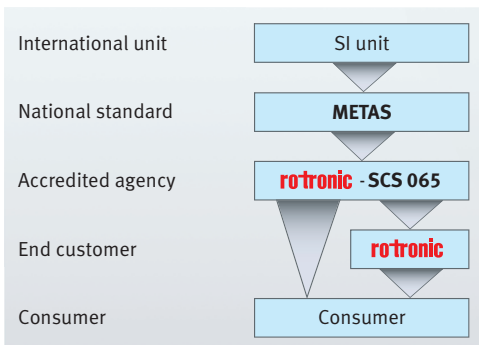 International unit SI unit
National standard METAS
Accredited agency rotronic - SCS 065
End customer rotronic
Consumer Consumer